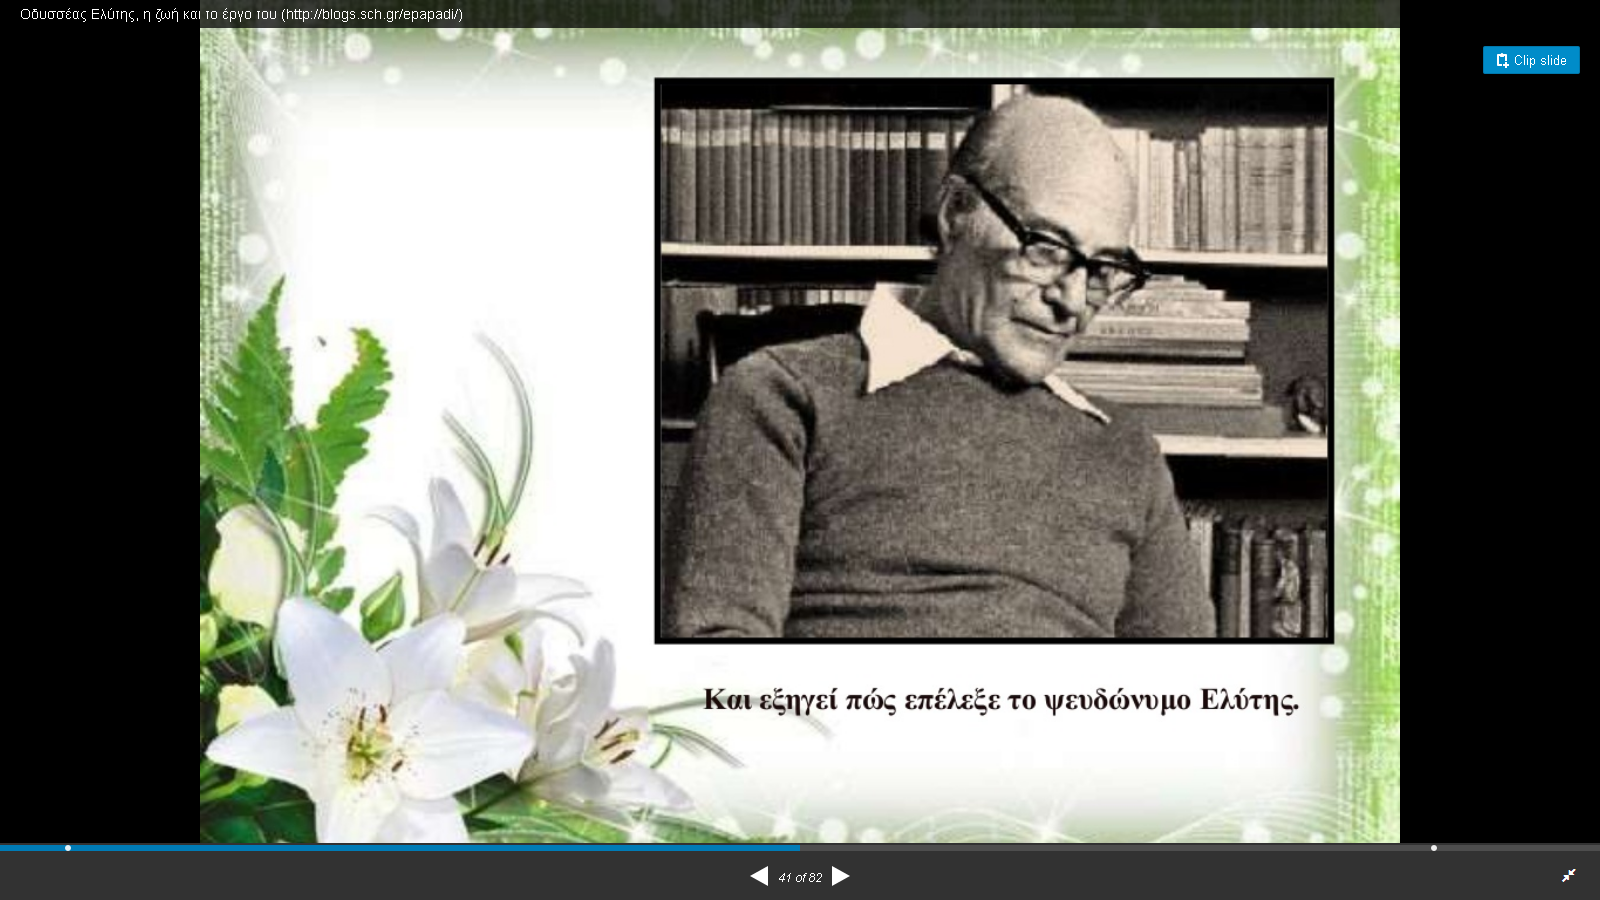 Οδυσσέας Ελύτης, η ζωή και το έργο του (http://blogs.sch.gr/epapadi/)
Clip slide
Και εξηγεί πώς επέλεξε το ψευδώνυμο Ελύτης.
41 of 82